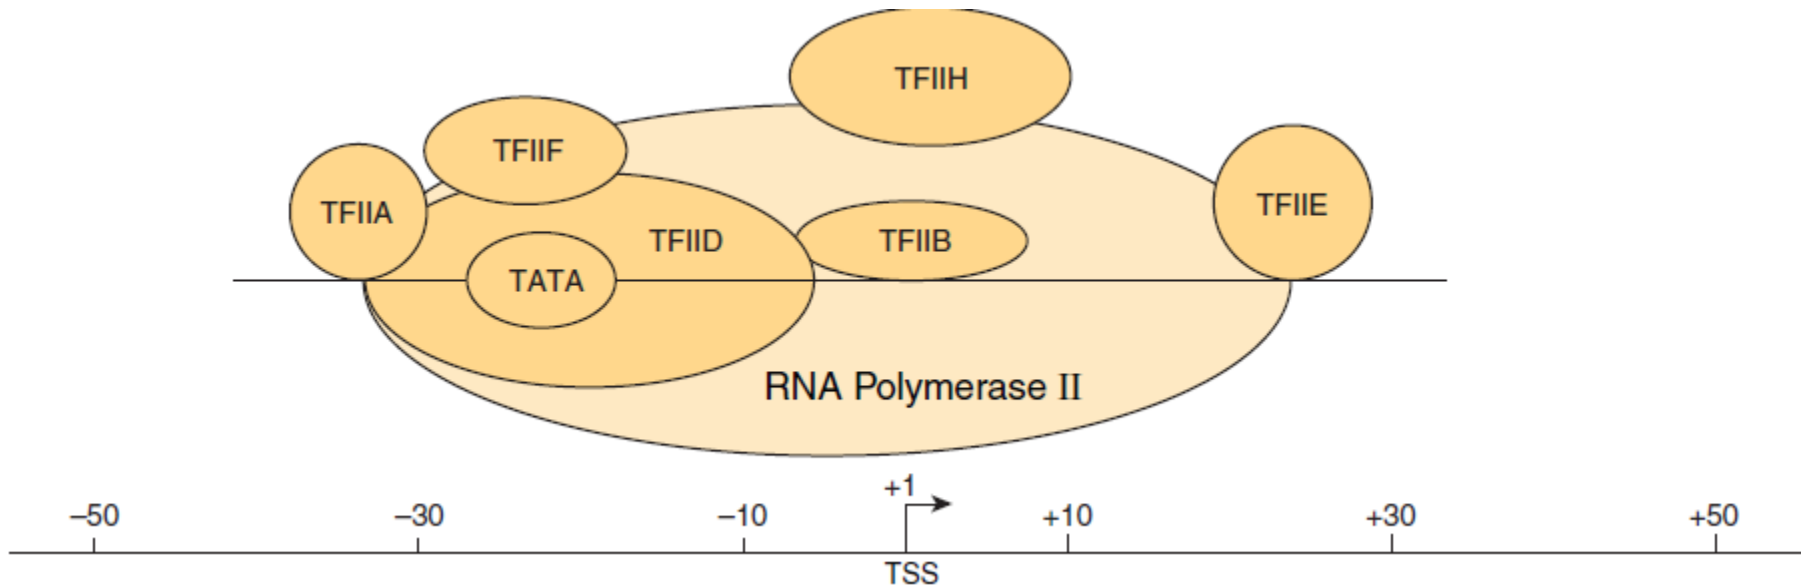 TFIIH
TFIIF
TFIIA
TFIIE
TFIID
TFIIB
TATA
RNA Polymerase II
+1
–50
–30
–10
+10
+30
+50
TSS